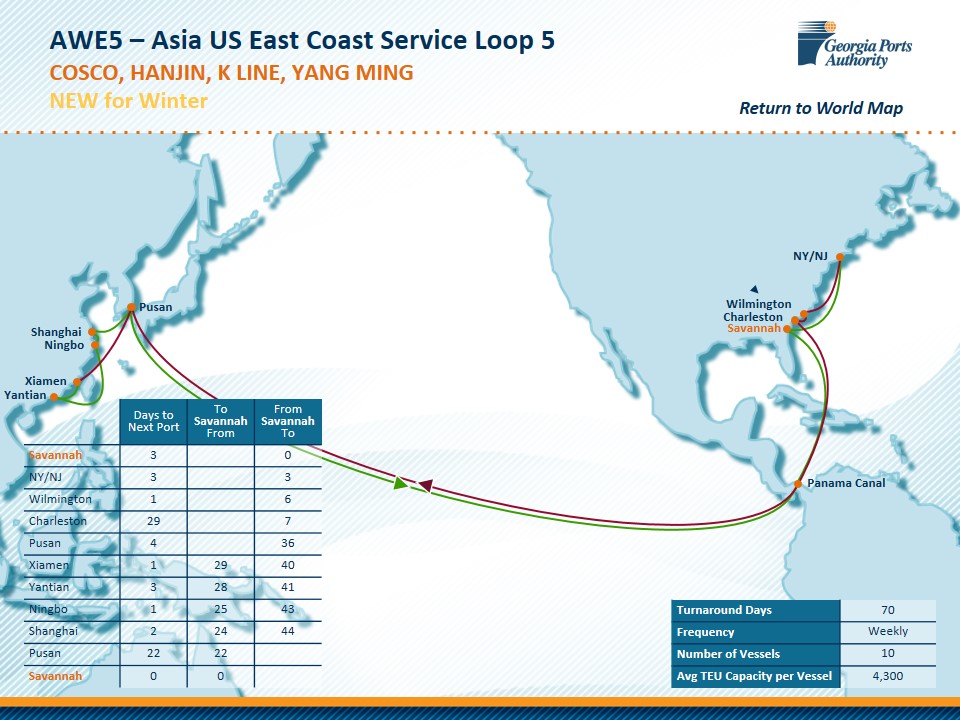 AWE5 – Asia US East Coast Service Loop 5
COSCO, HANJIN, K LINE, YANG MING
NEW for Winter
Georgia Ports
Authority
Return to World Map
NY/NJ
Wilmington
Charleston
Savannah
Pusan
Shanghai
Ningbo
Xiamen
Yantian
Panama Canal
Days to Next Port To Savannah From From Savannah To
Savannah 3 0
NY/NJ 3 3
Wilmington 1 6
Charleston 29 7
Pusan 4 36
Xiamen 1 29 40
Yantian 3 28 41
Ningbo 1 25 43
Shanghai 2 24 44
Pusan 22 22
Savannah 0 0
Turnaround Days 70
Frequency Weekly
Number of Vessels 10
Avg TEU Capacity per Vessel 4,300